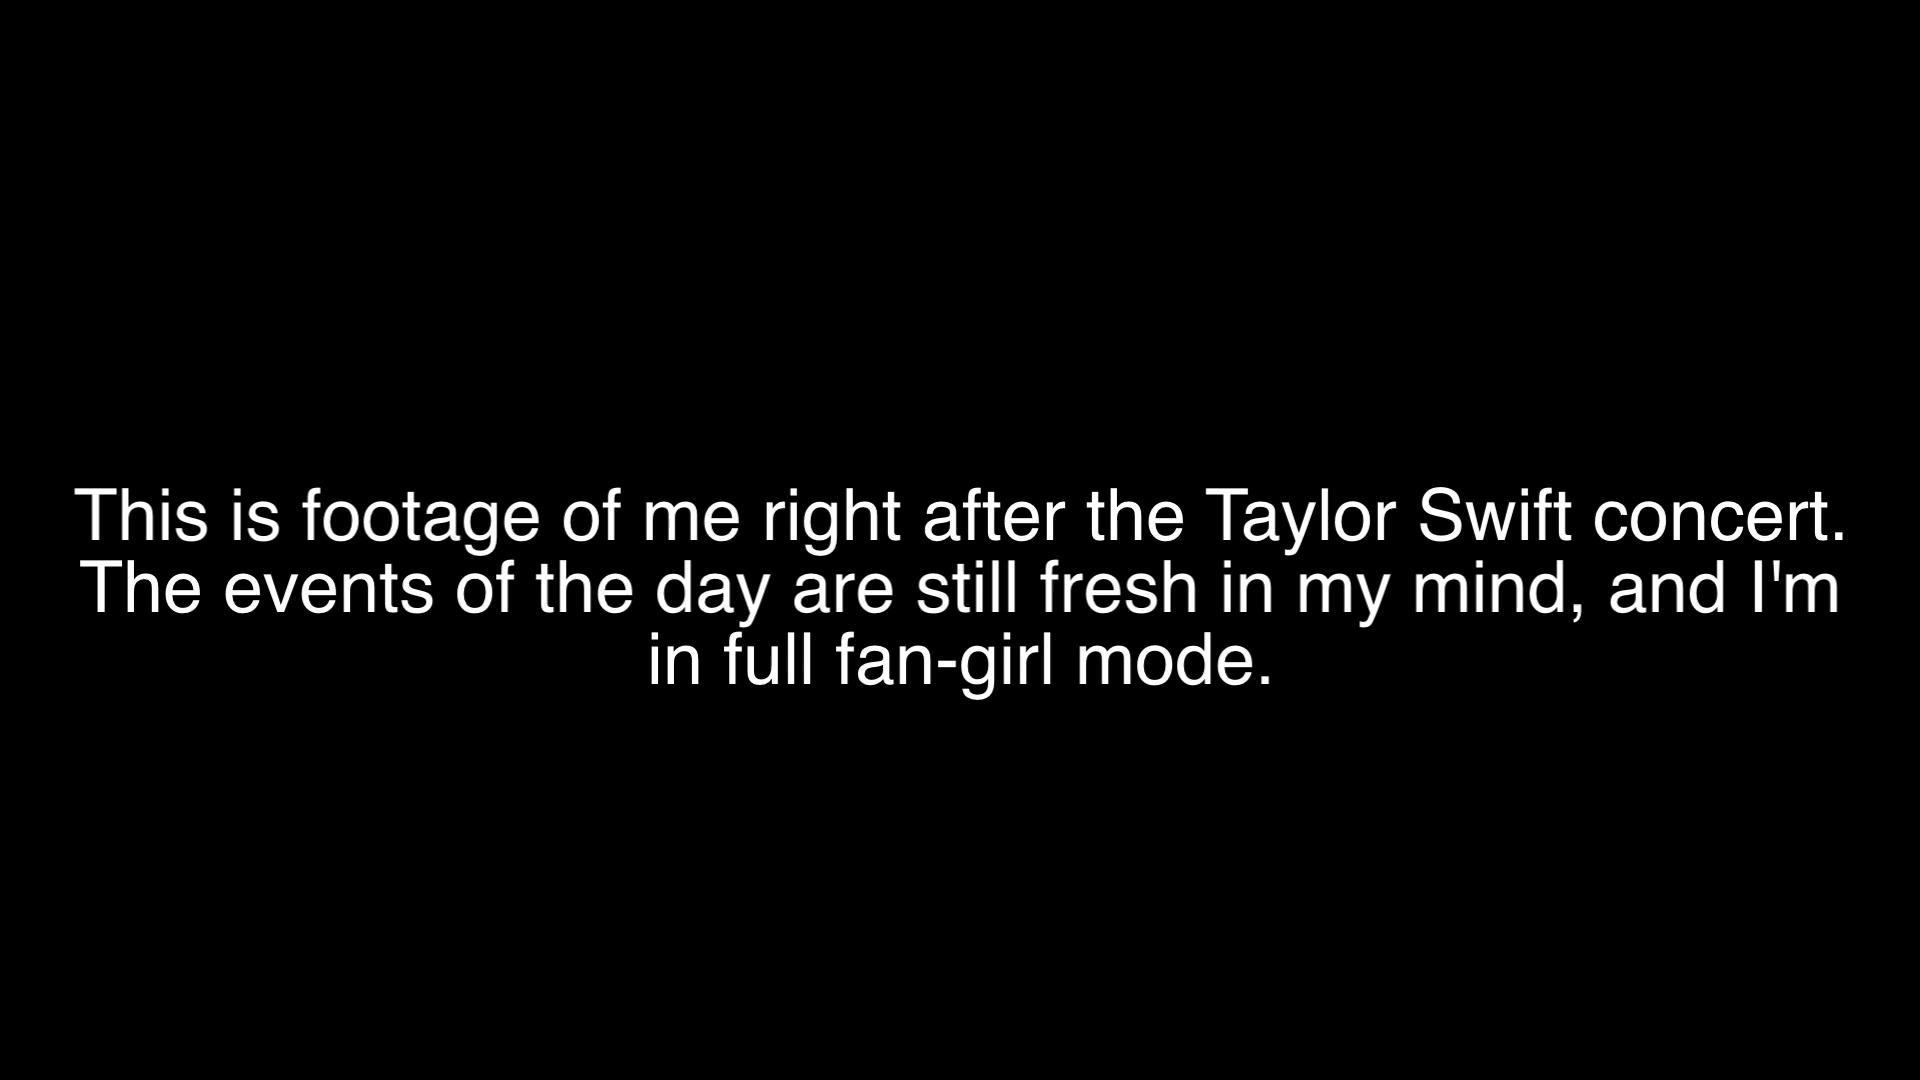 This is footage of me right after the Taylor Swift concert.
The events of the day are still fresh in my mind, and I'm
in full fan-girl mode.